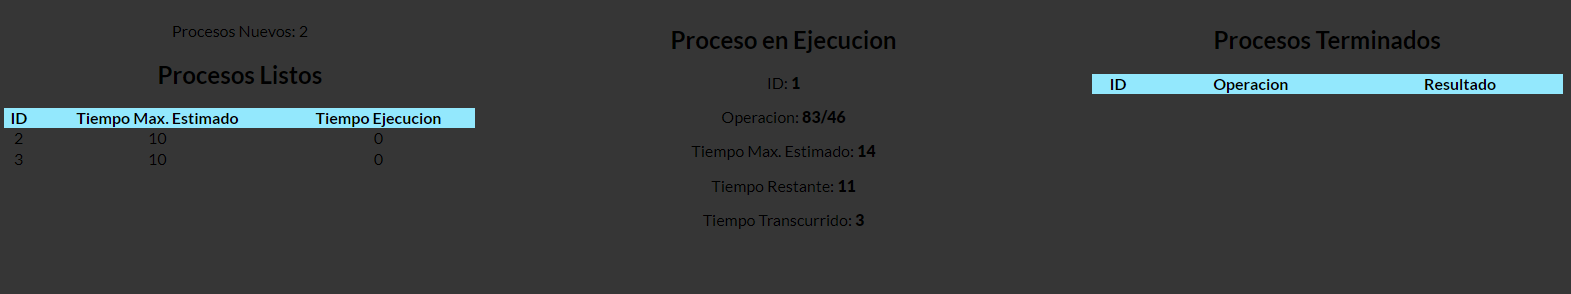 Procesos Nuevos: 2
Procesos Listos
ID Tiempo Max. Estimado Tiempo Ejecucion
2 10 0
3 10 0
Proceso en Ejecucion
ID: 1
Operacion: 83/46
Tiempo Max. Estimado: 14
Tiempo Restante: 11
Tiempo Transcurrido: 3
Procesos Terminados
ID Operacion Resultado